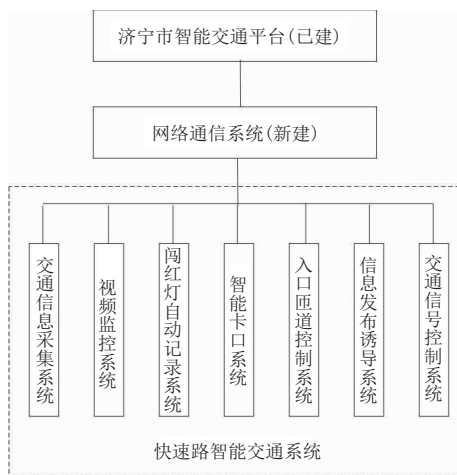 济宁市智能交通平台(已建)
网络通信系统(新建)
交通信息采集系统
视频监控系统
闯红灯自动记录系统
智能卡口系统
入口匝道控制系统
信息发布诱导系统
交通信号控制系统
快速路智能交通系统